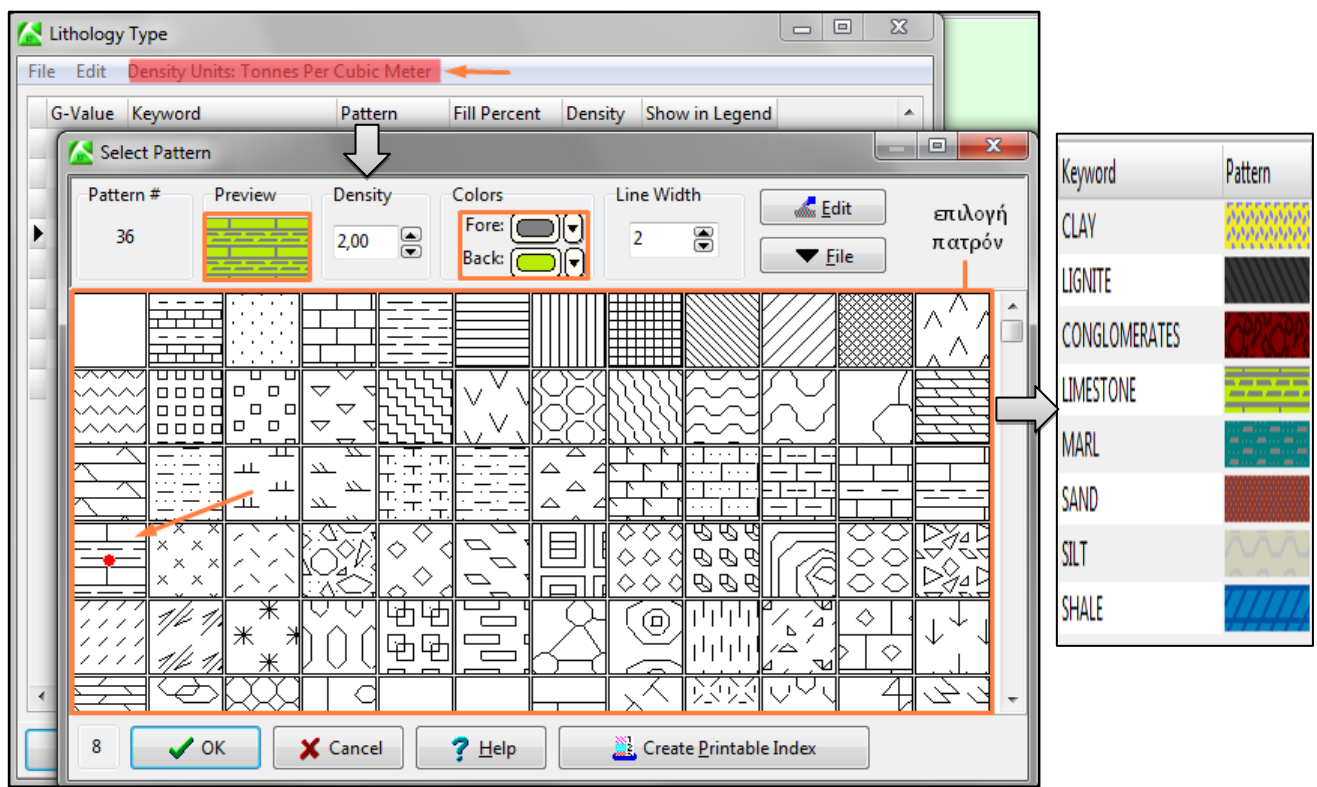 Lithology Type
File Edit Density Units: Tonnes Per Cubic Meter
G-Value Keyword Pattern Fill Percent Density Show in Legend
Select Pattern
Pattern # Preview Density Colors Line Width
36
2,00
Fore:
Back:
2
Edit
File
επιλογή
πατρόν
8 OK Cancel Help Create Printable Index
Keyword Pattern
CLAY
LIGNITE
CONGLOMERATES
LIMESTONE
MARL
SAND
SILT
SHALE